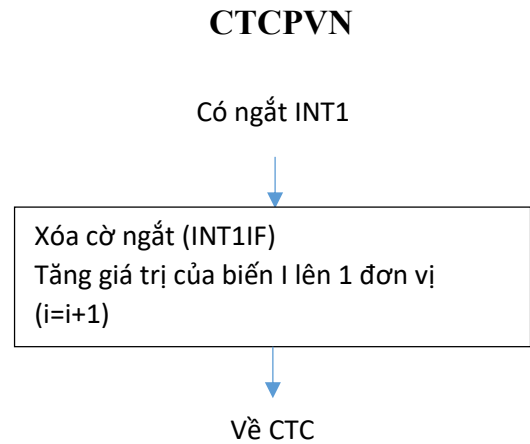 CTCPVN
Có ngắt INT1
Xóa cờ ngắt (INT1IF)
Tăng giá trị của biến I lên 1 đơn vị
(i=i+1)
Về CTC